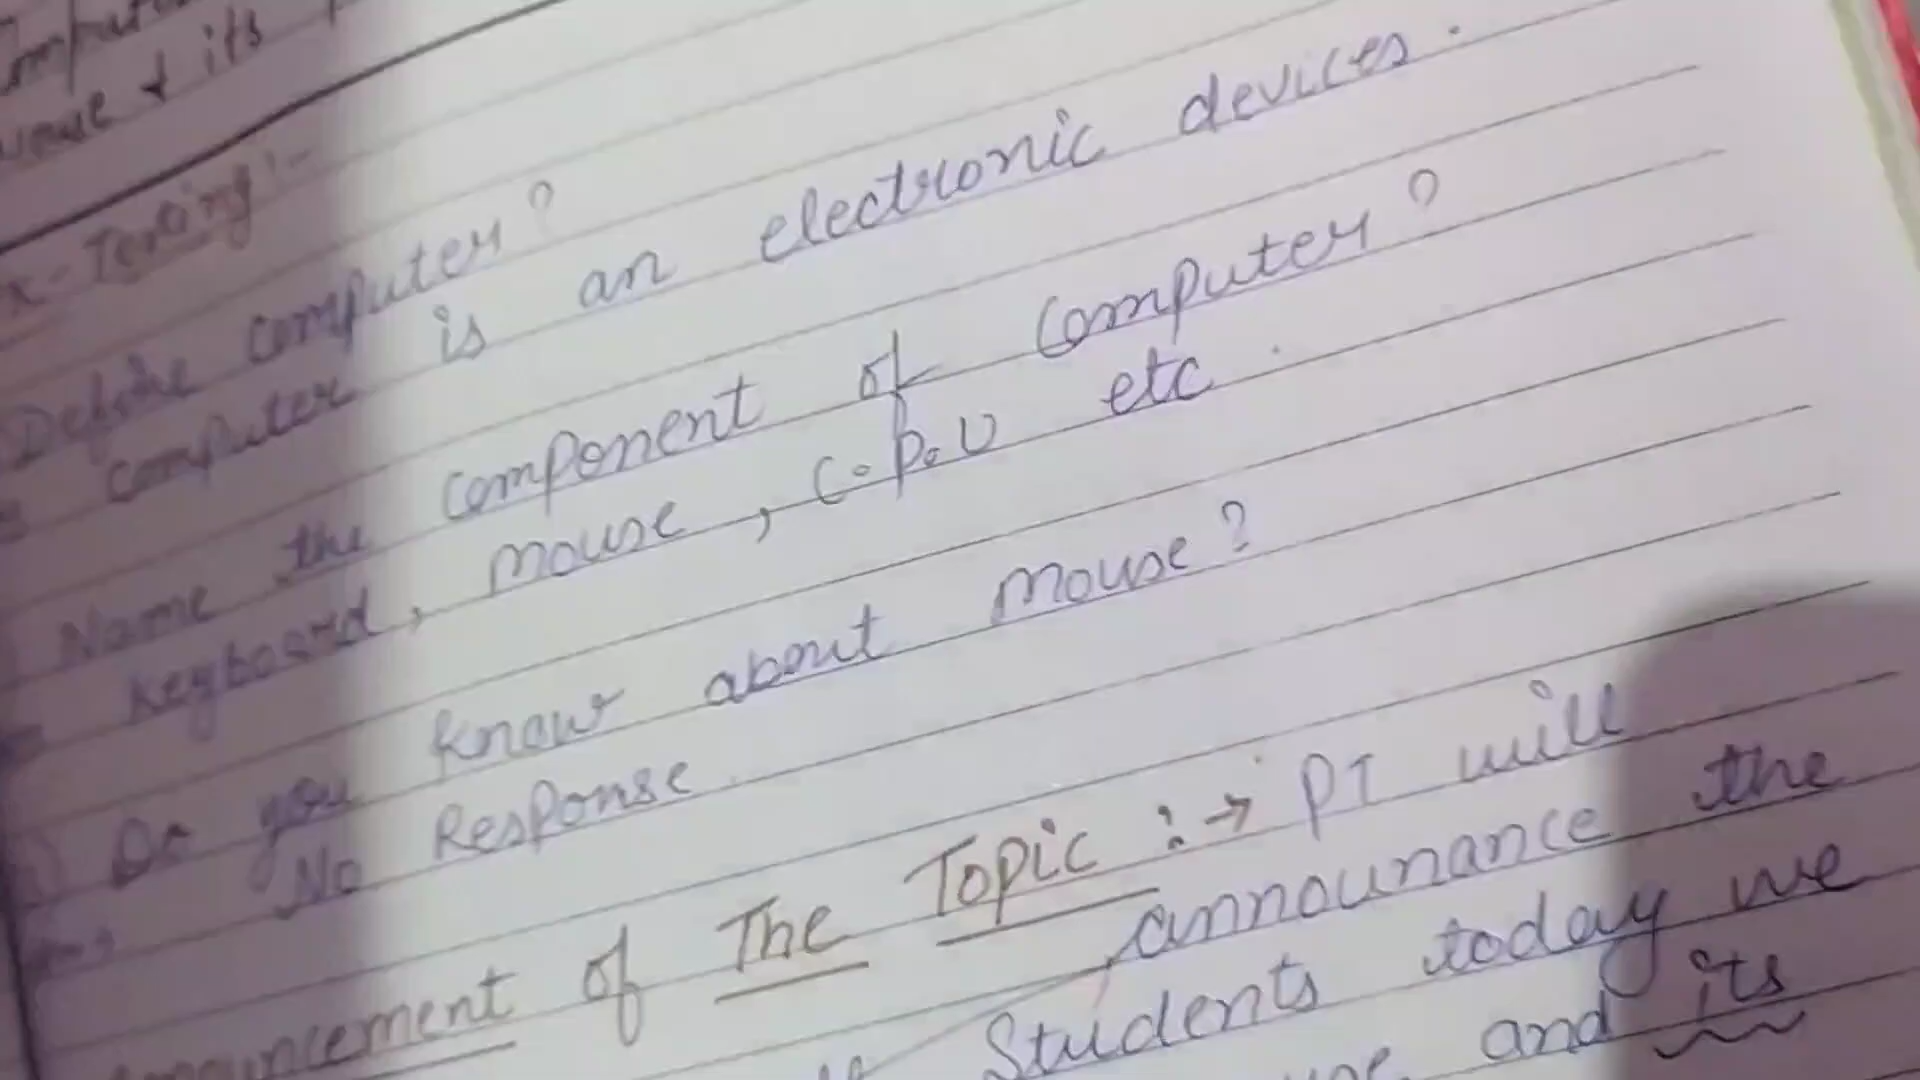 & its
Testing :-
Define Computer ?
Computer is an electronic devices.
Name the component of Computer ?
Keyboard, mouse, C.P.U etc.
Do you know about mouse ?
No Response
of The Topic :→ PT will
announance the
Students today we
and its